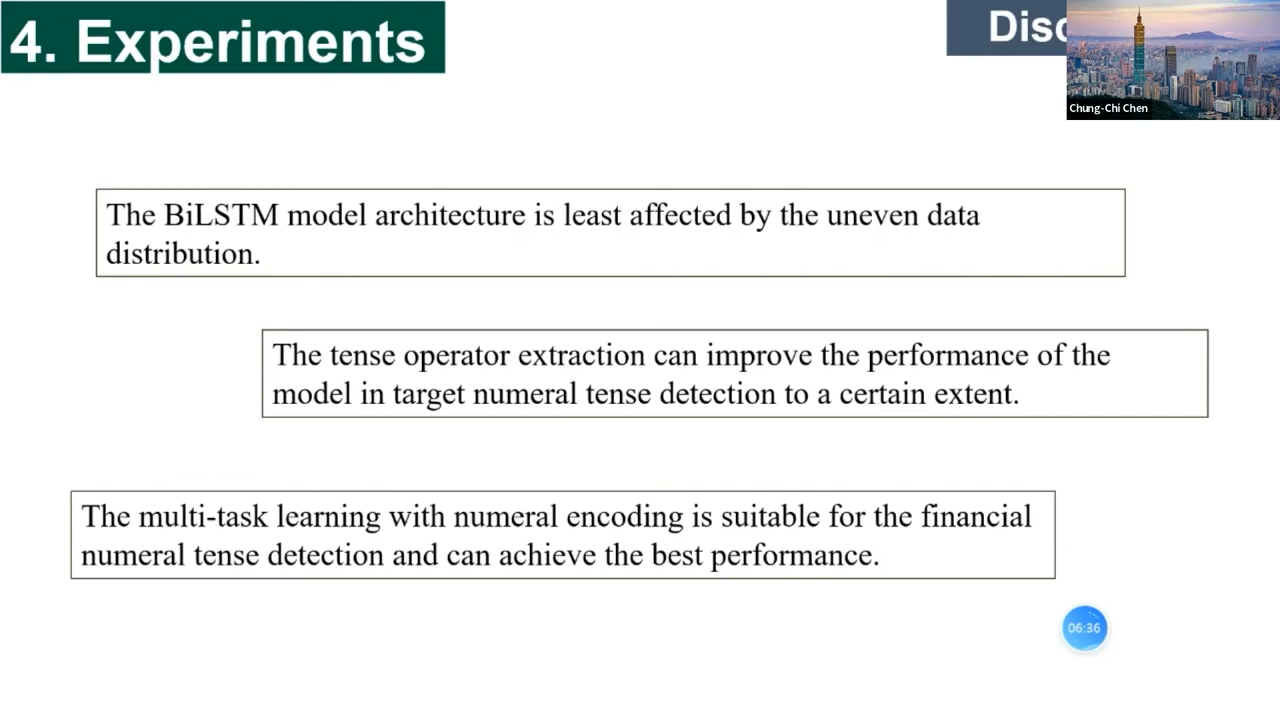 4. Experiments
Chung-Chi Chen
The BiLSTM model architecture is least affected by the uneven data
distribution.
The tense operator extraction can improve the performance of the
model in target numeral tense detection to a certain extent.
The multi-task learning with numeral encoding is suitable for the financial
numeral tense detection and can achieve the best performance.
06:36